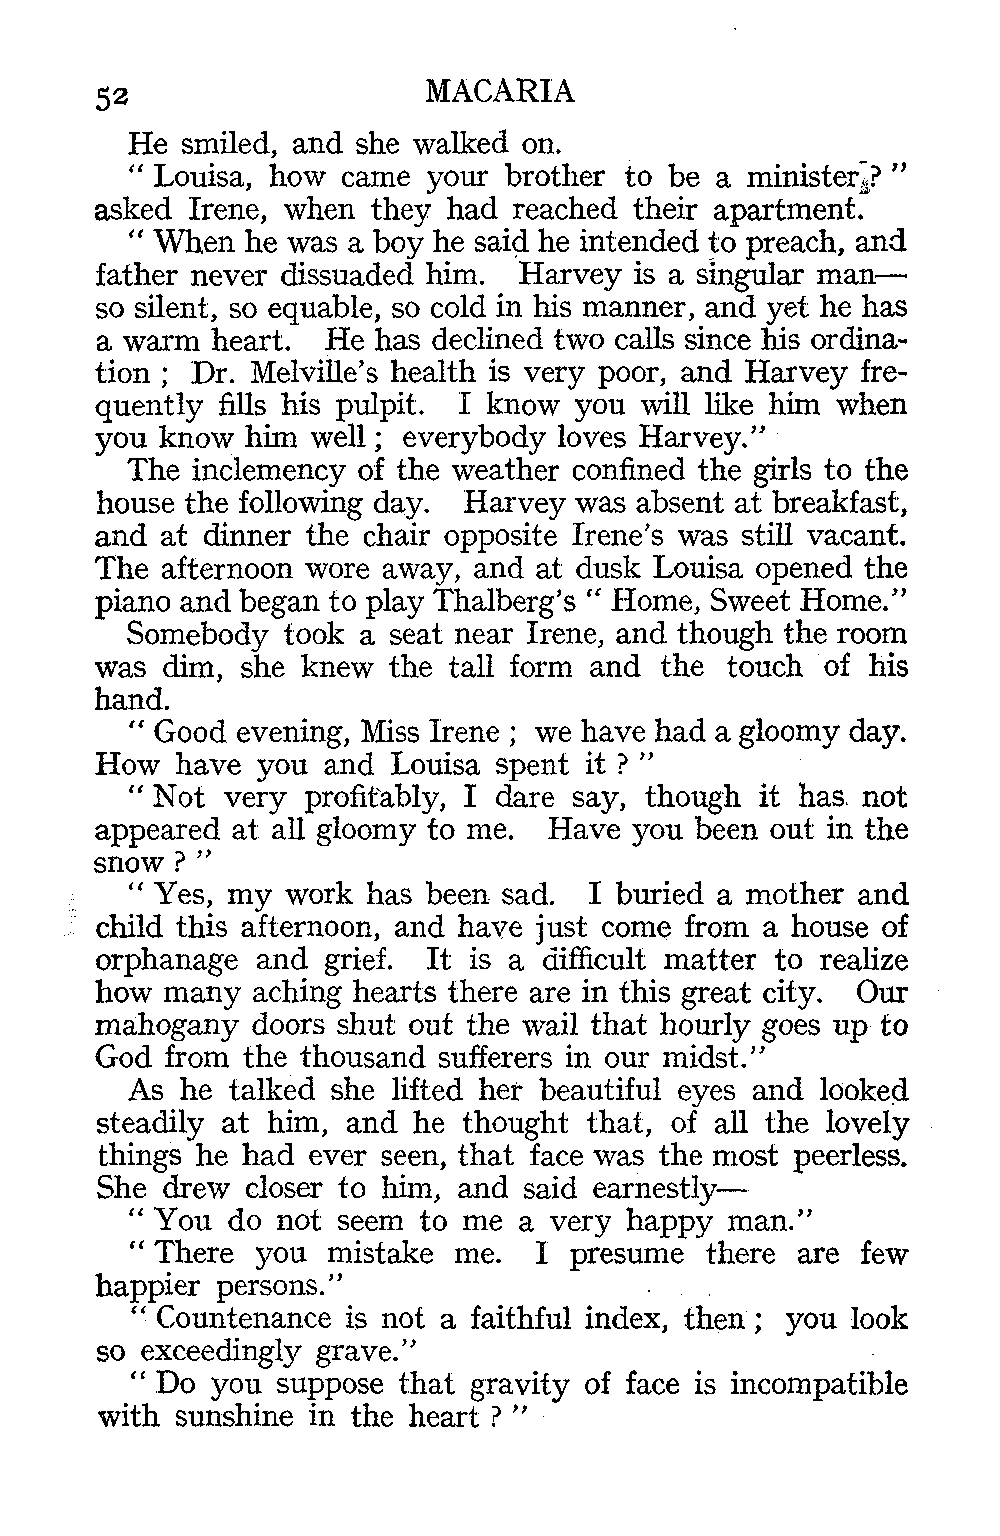 52 MACARIA
He smiled, and she walked on.
“ Louisa, how came your brother to be a minister ? ”
asked Irene, when they had reached their apartment.
“ When he was a boy he said he intended to preach, and
father never dissuaded him. Harvey is a singular man—
so silent, so equable, so cold in his manner, and yet he has
a warm heart. He has declined two calls since his ordina-
tion ; Dr. Melville’s health is very poor, and Harvey fre-
quently fills his pulpit. I know you will like him when
you know him well ; everybody loves Harvey.”
The inclemency of the weather confined the girls to the
house the following day. Harvey was absent at breakfast,
and at dinner the chair opposite Irene’s was still vacant.
The afternoon wore away, and at dusk Louisa opened the
piano and began to play Thalberg’s “ Home, Sweet Home.”
Somebody took a seat near Irene, and though the room
was dim, she knew the tall form and the touch of his
hand.
“ Good evening, Miss Irene ; we have had a gloomy day.
How have you and Louisa spent it ? ”
“ Not very profitably, I dare say, though it has not
appeared at all gloomy to me. Have you been out in the
snow ? ”
“ Yes, my work has been sad. I buried a mother and
child this afternoon, and have just come from a house of
orphanage and grief. It is a difficult matter to realize
how many aching hearts there are in this great city. Our
mahogany doors shut out the wail that hourly goes up to
God from the thousand sufferers in our midst.”
As he talked she lifted her beautiful eyes and looked
steadily at him, and he thought that, of all the lovely
things he had ever seen, that face was the most peerless.
She drew closer to him, and said earnestly—
“ You do not seem to me a very happy man.”
“ There you mistake me. I presume there are few
happier persons.”
“ Countenance is not a faithful index, then ; you look
so exceedingly grave.”
“ Do you suppose that gravity of face is incompatible
with sunshine in the heart ? ”